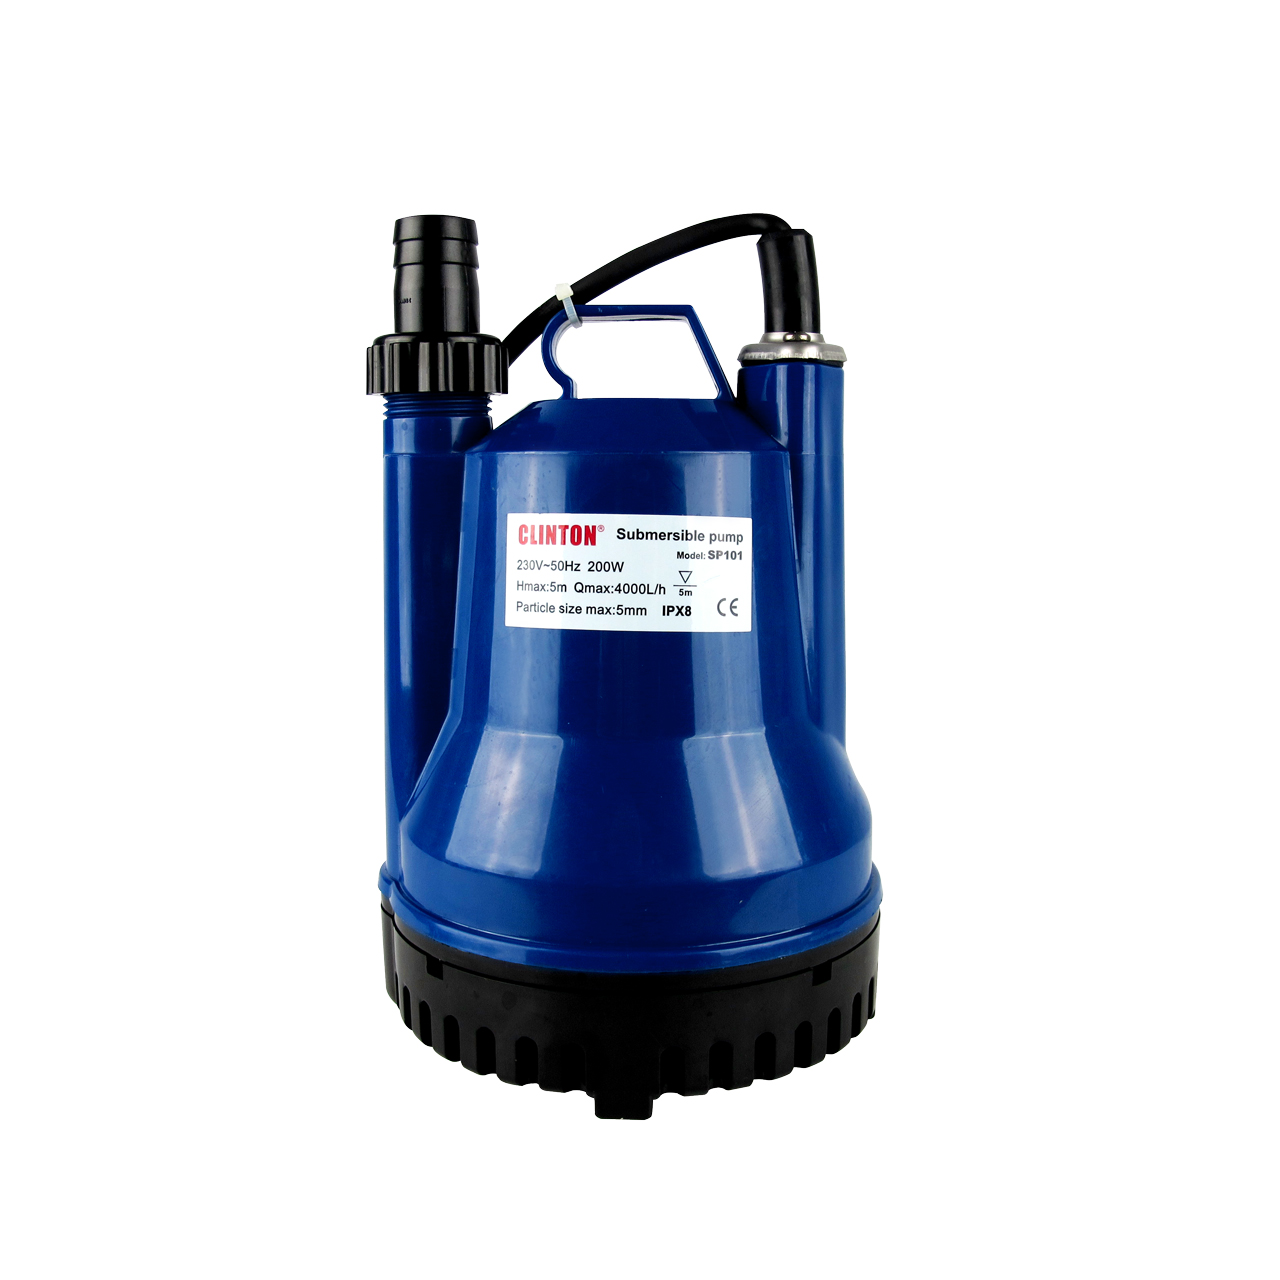 CLINTON® Submersible pump
Model: SP101
230V~50Hz 200W
Hmax:5m Qmax:4000L/h
5m
Particle size max:5mm IPX8 CE